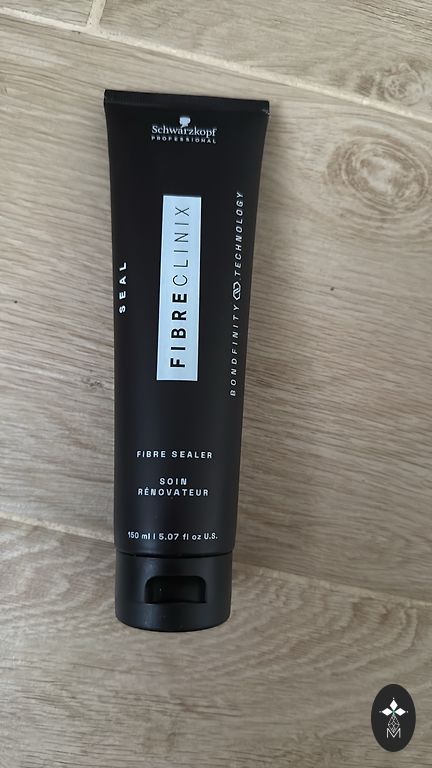 Schwarzkopf
PROFESSIONAL
SEAL
FIBRECLINIX
BONDFINITY TECHNOLOGY
FIBRE SEALER
SOIN
RÉNOVATEUR
150 ml | 5.07 fl oz U.S.
M